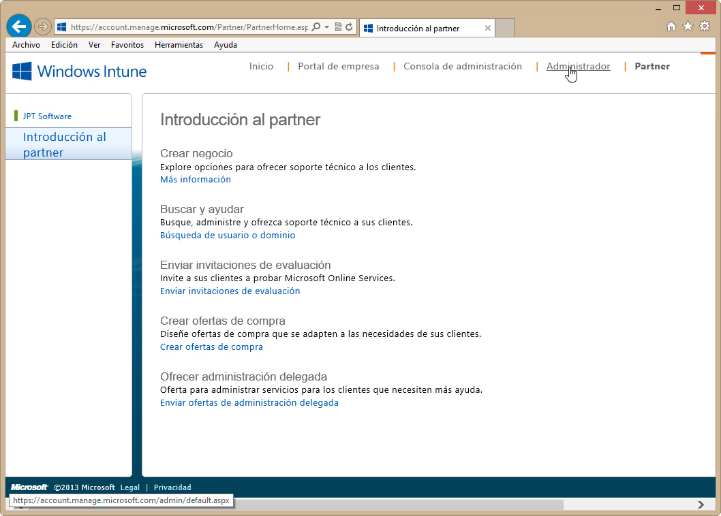 https://account.manage.microsoft.com/Partner/PartnerHome.asp
Introducción al partner
Archivo Edición Ver Favoritos Herramientas Ayuda
Windows Intune
Inicio | Portal de empresa | Consola de administración | Administrador | Partner
JPT Software
Introducción al
partner
Introducción al partner
Crear negocio
Explore opciones para ofrecer soporte técnico a los clientes.
Más información
Buscar y ayudar
Busque, administre y ofrezca soporte técnico a sus clientes.
Búsqueda de usuario o dominio
Enviar invitaciones de evaluación
Invite a sus clientes a probar Microsoft Online Services.
Enviar invitaciones de evaluación
Crear ofertas de compra
Diseñe ofertas de compra que se adapten a las necesidades de sus clientes.
Crear ofertas de compra
Ofrecer administración delegada
Oferta para administrar servicios para los clientes que necesiten más ayuda.
Enviar ofertas de administración delegada
Microsoft ©2013 Microsoft Legal | Privacidad
https://account.manage.microsoft.com/admin/default.aspx